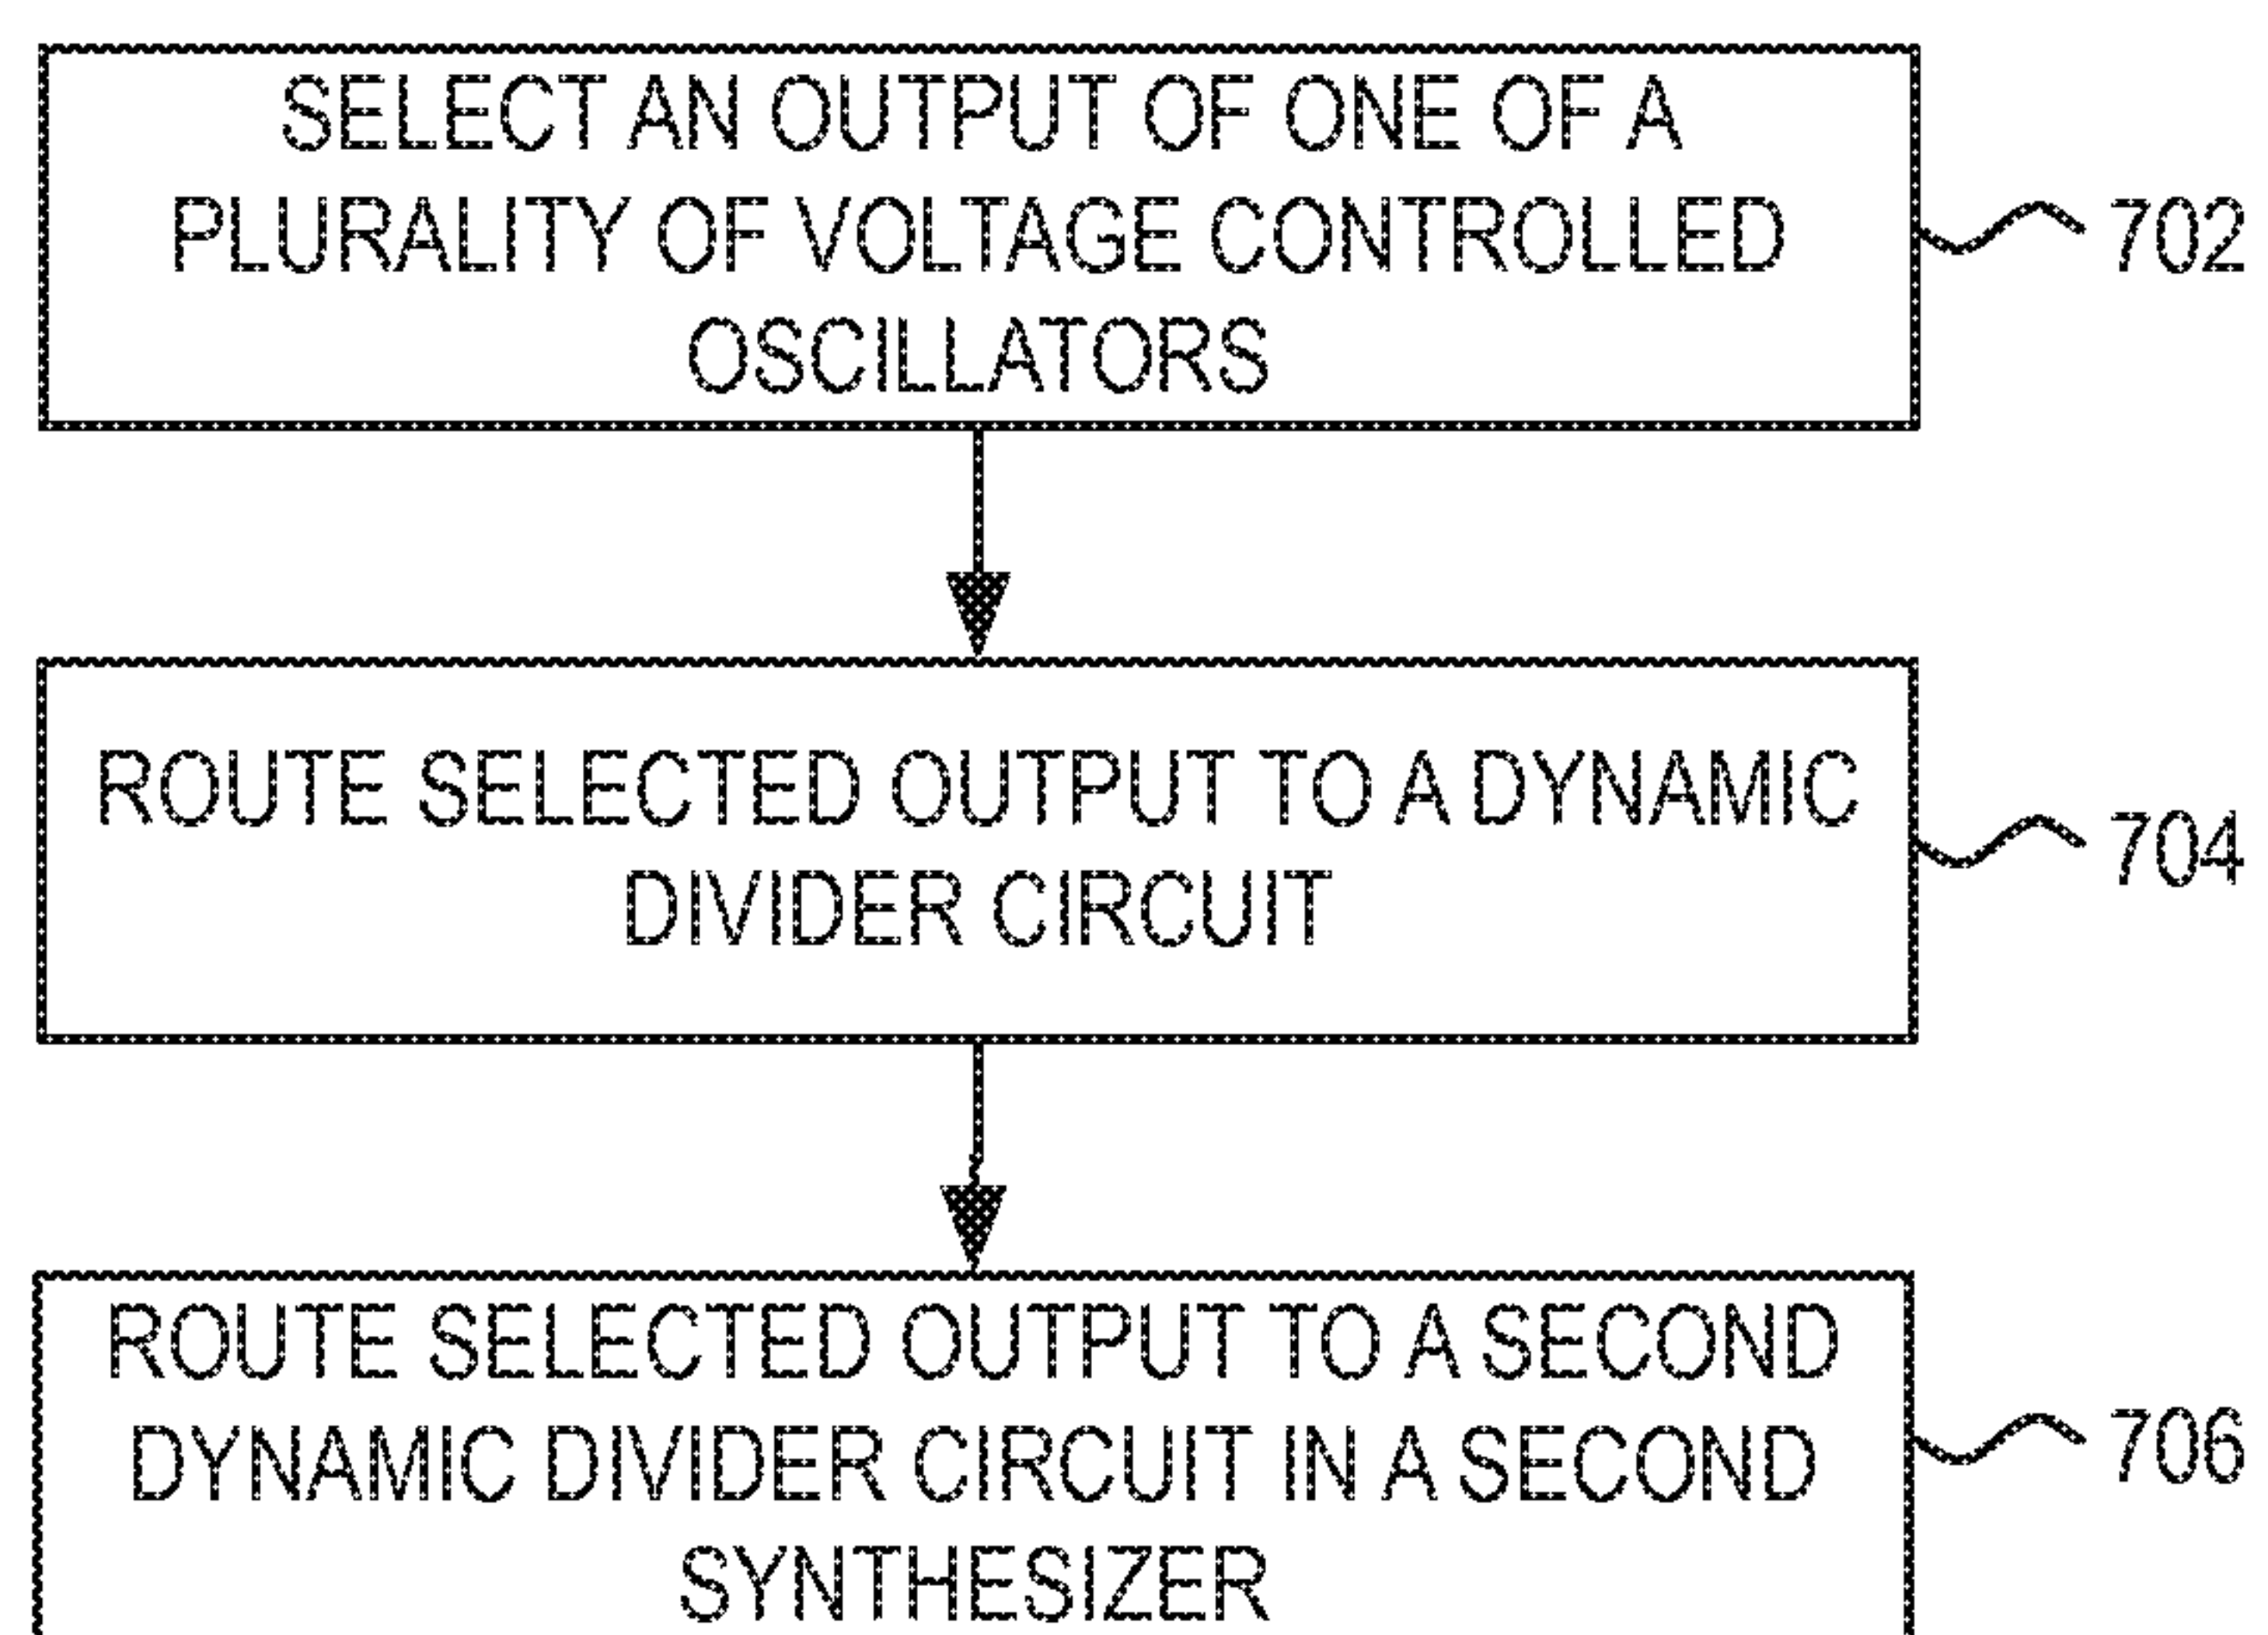 SELECT AN OUTPUT OF ONE OF A
PLURALITY OF VOLTAGE CONTROLLED
OSCILLATORS
702
ROUTE SELECTED OUTPUT TO A DYNAMIC
DIVIDER CIRCUIT
704
ROUTE SELECTED OUTPUT TO A SECOND
DYNAMIC DIVIDER CIRCUIT IN A SECOND
SYNTHESIZER
706